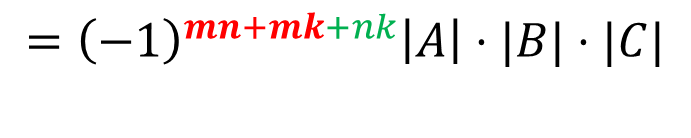 = (−1)^{mn+mk+nk}|A| · |B| · |C|